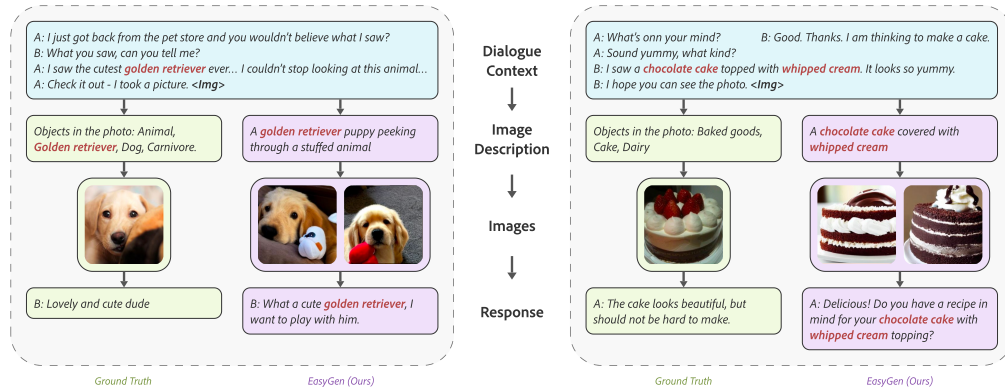 A: I just got back from the pet store and you wouldn't believe what I saw?
B: What you saw, can you tell me?
A: I saw the cutest golden retriever ever... I couldn't stop looking at this animal...
A: Check it out - I took a picture. <Img>
Objects in the photo: Animal,
Golden retriever, Dog, Carnivore.
A golden retriever puppy peeking
through a stuffed animal
B: Lovely and cute dude
B: What a cute golden retriever, I
want to play with him.
Ground Truth
EasyGen (Ours)
Dialogue
Context
Image
Description
Images
Response
A: What's onn your mind? B: Good. Thanks. I am thinking to make a cake.
A: Sound yummy, what kind?
B: I saw a chocolate cake topped with whipped cream. It looks so yummy.
B: I hope you can see the photo. <Img>
Objects in the photo: Baked goods,
Cake, Dairy
A chocolate cake covered with
whipped cream
A: The cake looks beautiful, but
should not be hard to make.
A: Delicious! Do you have a recipe in
mind for your chocolate cake with
whipped cream topping?
Ground Truth
EasyGen (Ours)